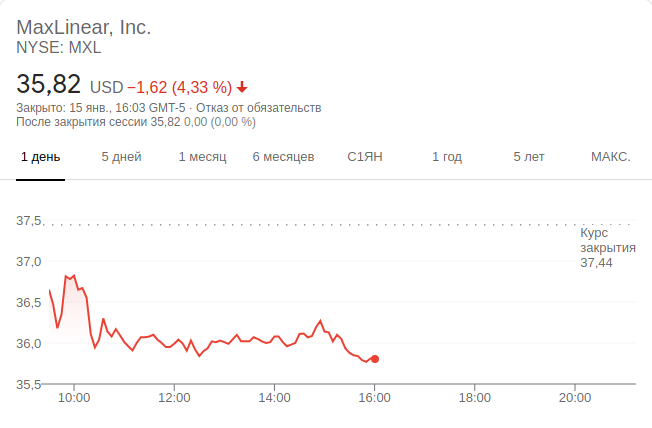 MaxLinear, Inc.
NYSE: MXL
35,82 USD −1,62 (4,33 %)
Закрыто: 15 янв., 16:03 GMT-5 · Отказ от обязательств
После закрытия сессии 35,82 0,00 (0,00 %)
1 день 5 дней 1 месяц 6 месяцев С1ЯН 1 год 5 лет МАКС.
37,5
Курс
закрытия
37,44
37,0
36,5
36,0
35,5
10:00 12:00 14:00 16:00 18:00 20:00